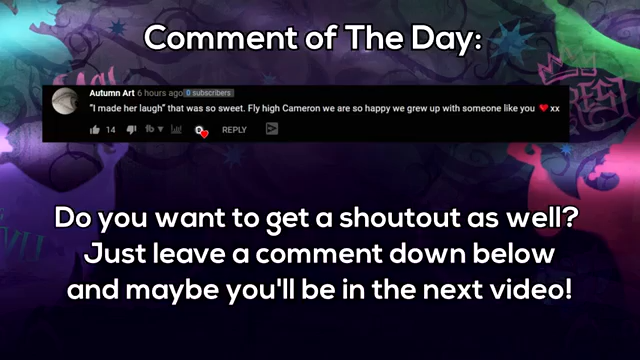 Comment of The Day:
Autumn Art 6 hours ago 0 subscribers
"I made her laugh" that was so sweet. Fly high Cameron we are so happy we grew up with someone like you ❤ xx
14 REPLY
Do you want to get a shoutout as well?
Just leave a comment down below
and maybe you'll be in the next video!